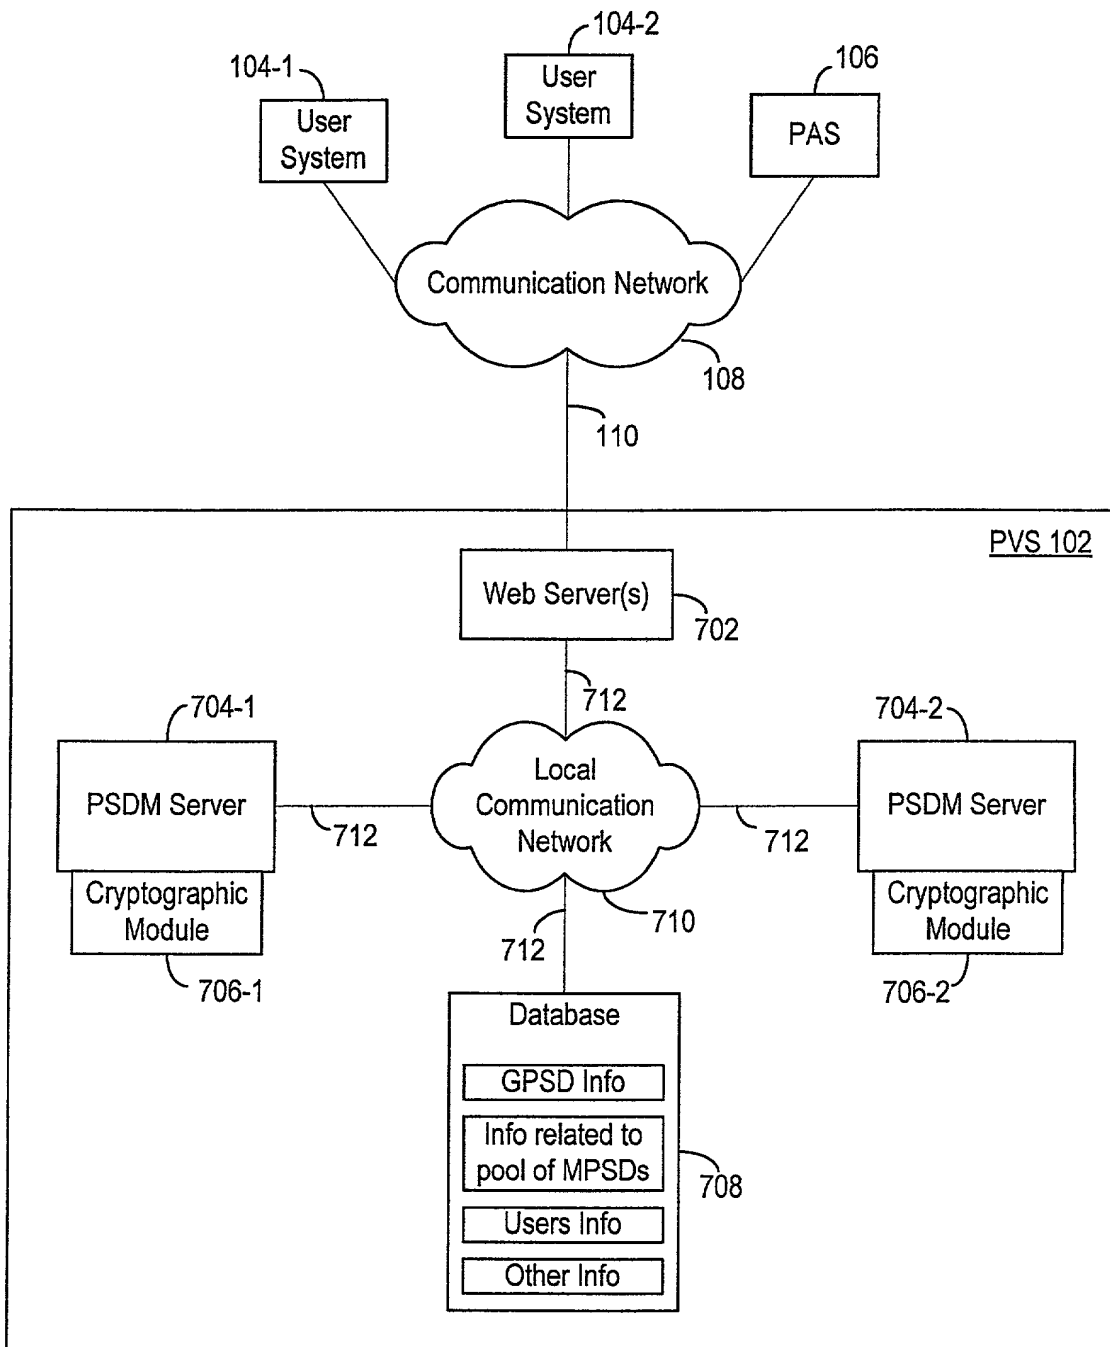 104-2
104-1
106
User
System
User
System
PAS
Communication Network
108
110
PVS 102
Web Server(s)
702
712
704-1
704-2
PSDM Server
Local
Communication
Network
PSDM Server
712
712
Cryptographic
Module
710
Cryptographic
Module
712
706-1
706-2
Database
GPSD Info
Info related to
pool of MPSDs
708
Users Info
Other Info